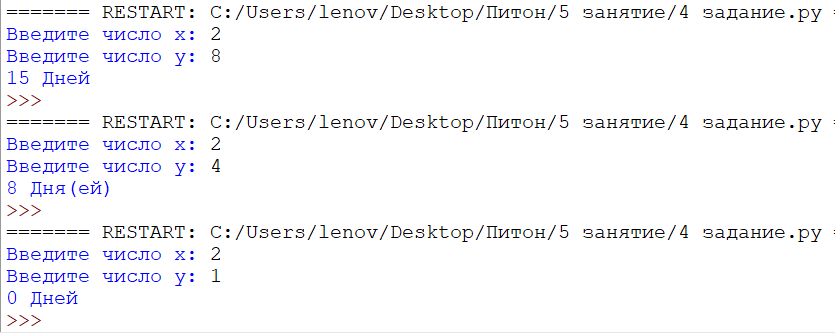 ======= RESTART: C:/Users/lenov/Desktop/Питон/5 занятие/4 задание.py =
Введите число x: 2
Введите число y: 8
15 Дней
>>>
======= RESTART: C:/Users/lenov/Desktop/Питон/5 занятие/4 задание.py =
Введите число x: 2
Введите число y: 4
8 Дня(ей)
>>>
======= RESTART: C:/Users/lenov/Desktop/Питон/5 занятие/4 задание.py =
Введите число x: 2
Введите число y: 1
0 Дней
>>>